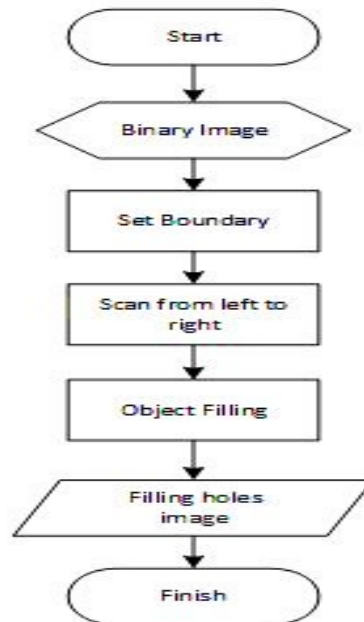 Start
Binary Image
Set Boundary
Scan from left to
right
Object Filling
Filling holes
image
Finish